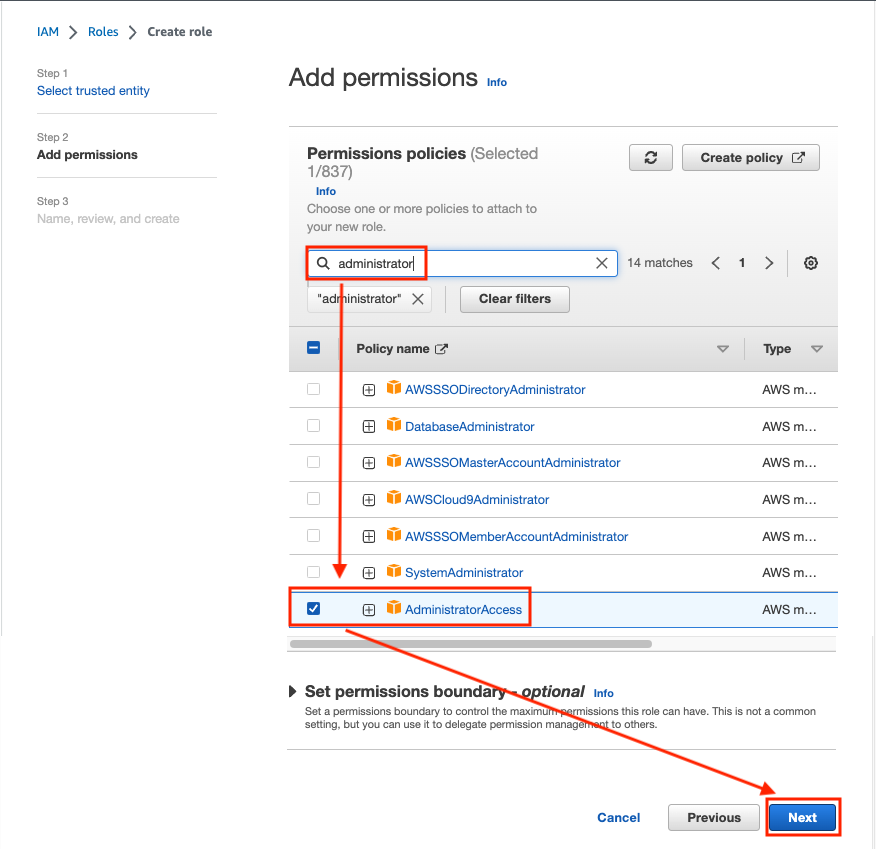 IAM > Roles > Create role
Step 1
Select trusted entity
Step 2
Add permissions
Step 3
Name, review, and create
Add permissions Info
Permissions policies (Selected
1/837)
Info
Choose one or more policies to attach to
your new role.
Create policy
administrator
14 matches
1
"administrator"
Clear filters
Policy name Type
AWSSSODirectoryAdministrator AWS m...
DatabaseAdministrator AWS m...
AWSSSOMasterAccountAdministrator AWS m...
AWSCloud9Administrator AWS m...
AWSSSOMemberAccountAdministrator AWS m...
SystemAdministrator AWS m...
AdministratorAccess AWS m...
Set permissions boundary - optional Info
Set a permissions boundary to control the maximum permissions this role can have. This is not a common
setting, but you can use it to delegate permission management to others.
Cancel Previous Next